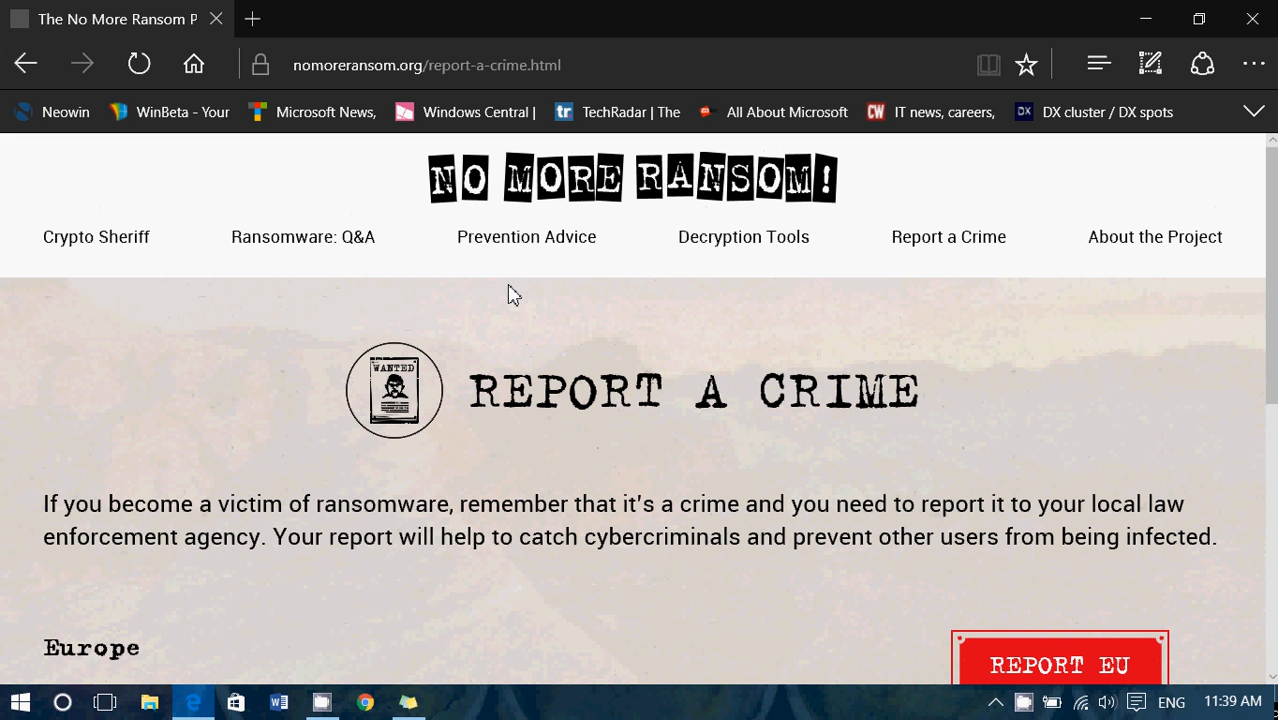 The No More Ransom P
nomoreransom.org/report-a-crime.html
Neowin WinBeta - Your Microsoft News, Windows Central | TechRadar | The All About Microsoft CW IT news, careers, DX DX cluster / DX spots
NO MORE RANSOM!
Crypto Sheriff Ransomware: Q&A Prevention Advice Decryption Tools Report a Crime About the Project
WANTED
REPORT A CRIME
If you become a victim of ransomware, remember that it's a crime and you need to report it to your local law
enforcement agency. Your report will help to catch cybercriminals and prevent other users from being infected.
Europe
REPORT EU
ENG 11:39 AM